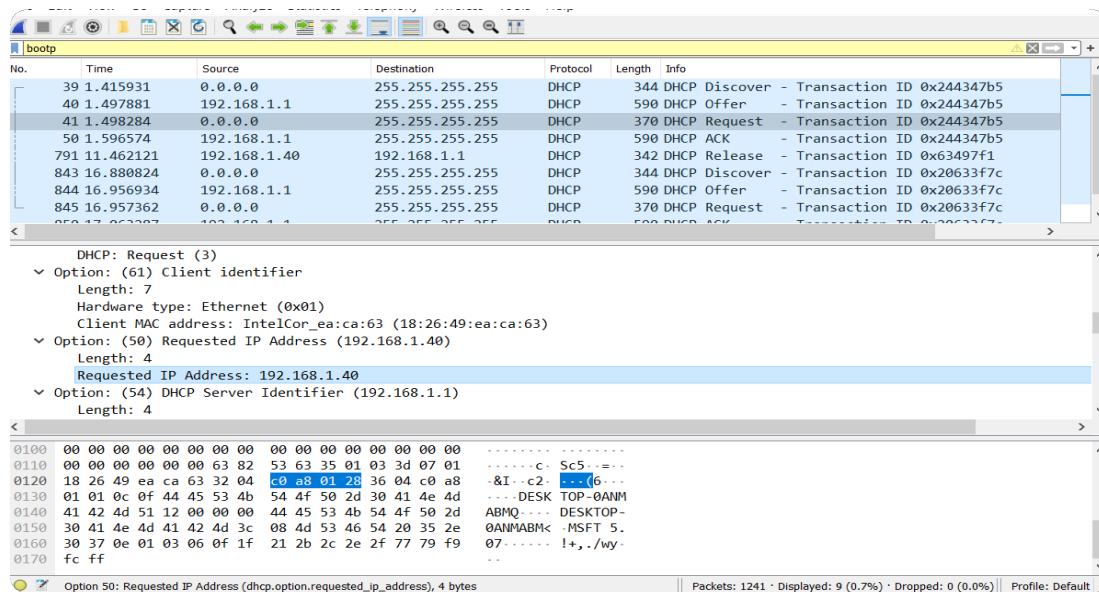 bootp
No. Time Source Destination Protocol Length Info
39 1.415931 0.0.0.0 255.255.255.255 DHCP 344 DHCP Discover - Transaction ID 0x244347b5
40 1.497881 192.168.1.1 255.255.255.255 DHCP 590 DHCP Offer - Transaction ID 0x244347b5
41 1.498284 0.0.0.0 255.255.255.255 DHCP 370 DHCP Request - Transaction ID 0x244347b5
50 1.596574 192.168.1.1 255.255.255.255 DHCP 590 DHCP ACK - Transaction ID 0x244347b5
791 11.462121 192.168.1.40 192.168.1.1 DHCP 342 DHCP Release - Transaction ID 0x63497f1
843 16.880824 0.0.0.0 255.255.255.255 DHCP 344 DHCP Discover - Transaction ID 0x20633f7c
844 16.956934 192.168.1.1 255.255.255.255 DHCP 590 DHCP Offer - Transaction ID 0x20633f7c
845 16.957362 0.0.0.0 255.255.255.255 DHCP 370 DHCP Request - Transaction ID 0x20633f7c
DHCP: Request (3)
Option: (61) Client identifier
Length: 7
Hardware type: Ethernet (0x01)
Client MAC address: IntelCor_ea:ca:63 (18:26:49:ea:ca:63)
Option: (50) Requested IP Address (192.168.1.40)
Length: 4
Requested IP Address: 192.168.1.40
Option: (54) DHCP Server Identifier (192.168.1.1)
Length: 4
0100 00 00 00 00 00 00 00 00 00 00 00 00 00 00 00 00 ········ ········
0110 00 00 00 00 00 00 63 82 53 63 35 01 03 3d 07 01 ······c· Sc5··=··
0120 18 26 49 ea ca 63 32 04 c0 a8 01 28 36 04 c0 a8 ·&I··c2· ···(6···
0130 01 01 0c 0f 44 45 53 4b 54 4f 50 2d 30 41 4e 4d ····DESK TOP-0ANM
0140 41 42 4d 51 12 00 00 00 44 45 53 4b 54 4f 50 2d ABMQ···· DESKTOP-
0150 30 41 4e 4d 41 42 4d 3c 08 4d 53 46 54 20 35 2e 0ANMABM< ·MSFT 5.
0160 30 37 0e 01 03 06 0f 1f 21 2b 2c 2e 2f 77 79 f9 07······ !+,./wy·
0170 fc ff ··
Option 50: Requested IP Address (dhcp.option.requested_ip_address), 4 bytes Packets: 1241 · Displayed: 9 (0.7%) · Dropped: 0 (0.0%) Profile: Default